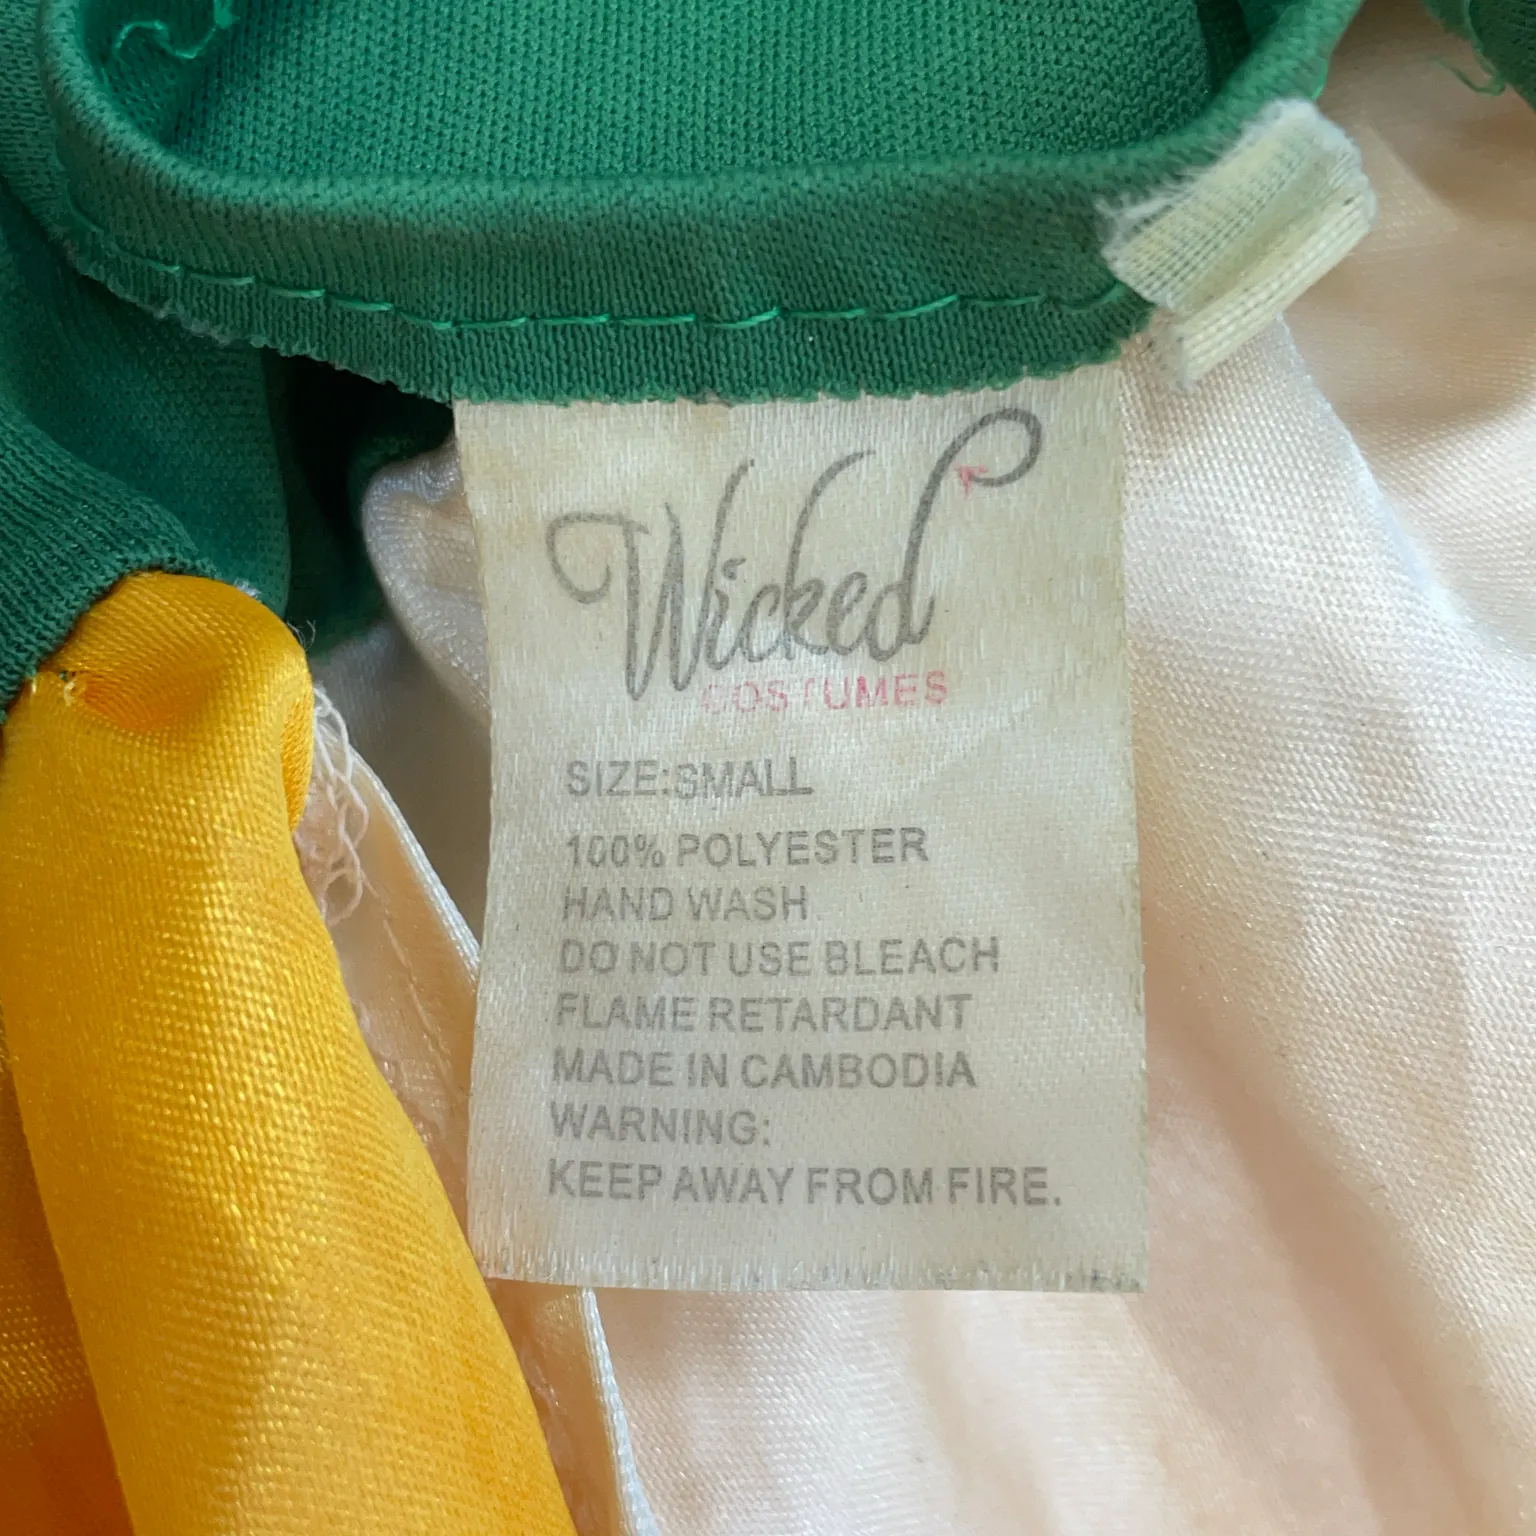 Wicked
COSTUMES
SIZE:SMALL
100% POLYESTER
HAND WASH
DO NOT USE BLEACH
FLAME RETARDANT
MADE IN CAMBODIA
WARNING:
KEEP AWAY FROM FIRE.